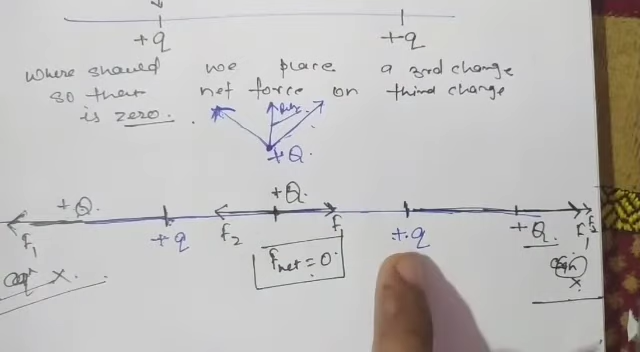 +q +q
where should we place a 3rd charge
so that net force on third charge
is zero.
+Q.
+Q. +Q.
F1 +q F2 F1 +q +Q. F1 F2
Fnet = 0.
x. x